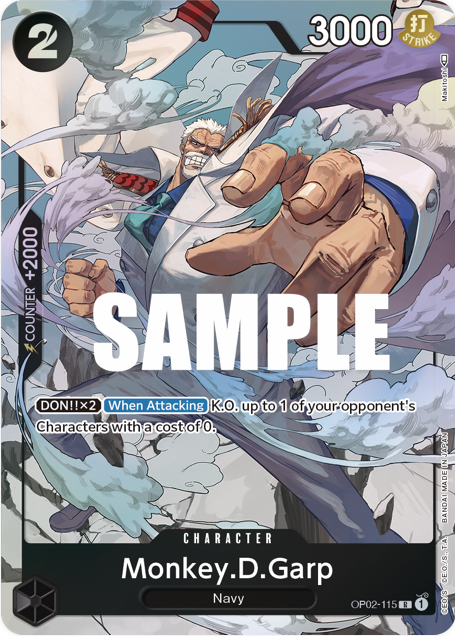 2
3000
打
STRIKE
Makitoshi
COUNTER +2000
SAMPLE
DON!!×2 When Attacking K.O. up to 1 of your opponent's
Characters with a cost of 0.
BANDAI MADE IN JAPAN
CHARACTER
Monkey.D.Garp
Navy
OP02-115 R 1